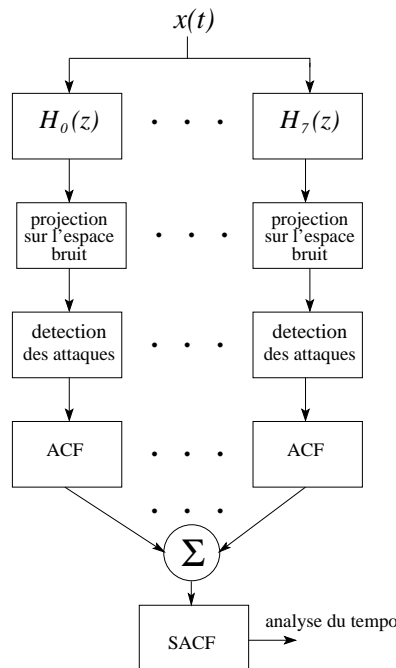 x(t)
H₀(z) . . . H₇(z)
projection
sur l'espace
bruit
. . .
projection
sur l'espace
bruit
detection
des attaques
. . .
detection
des attaques
ACF . . . ACF
. . .
Σ
SACF
analyse du tempo